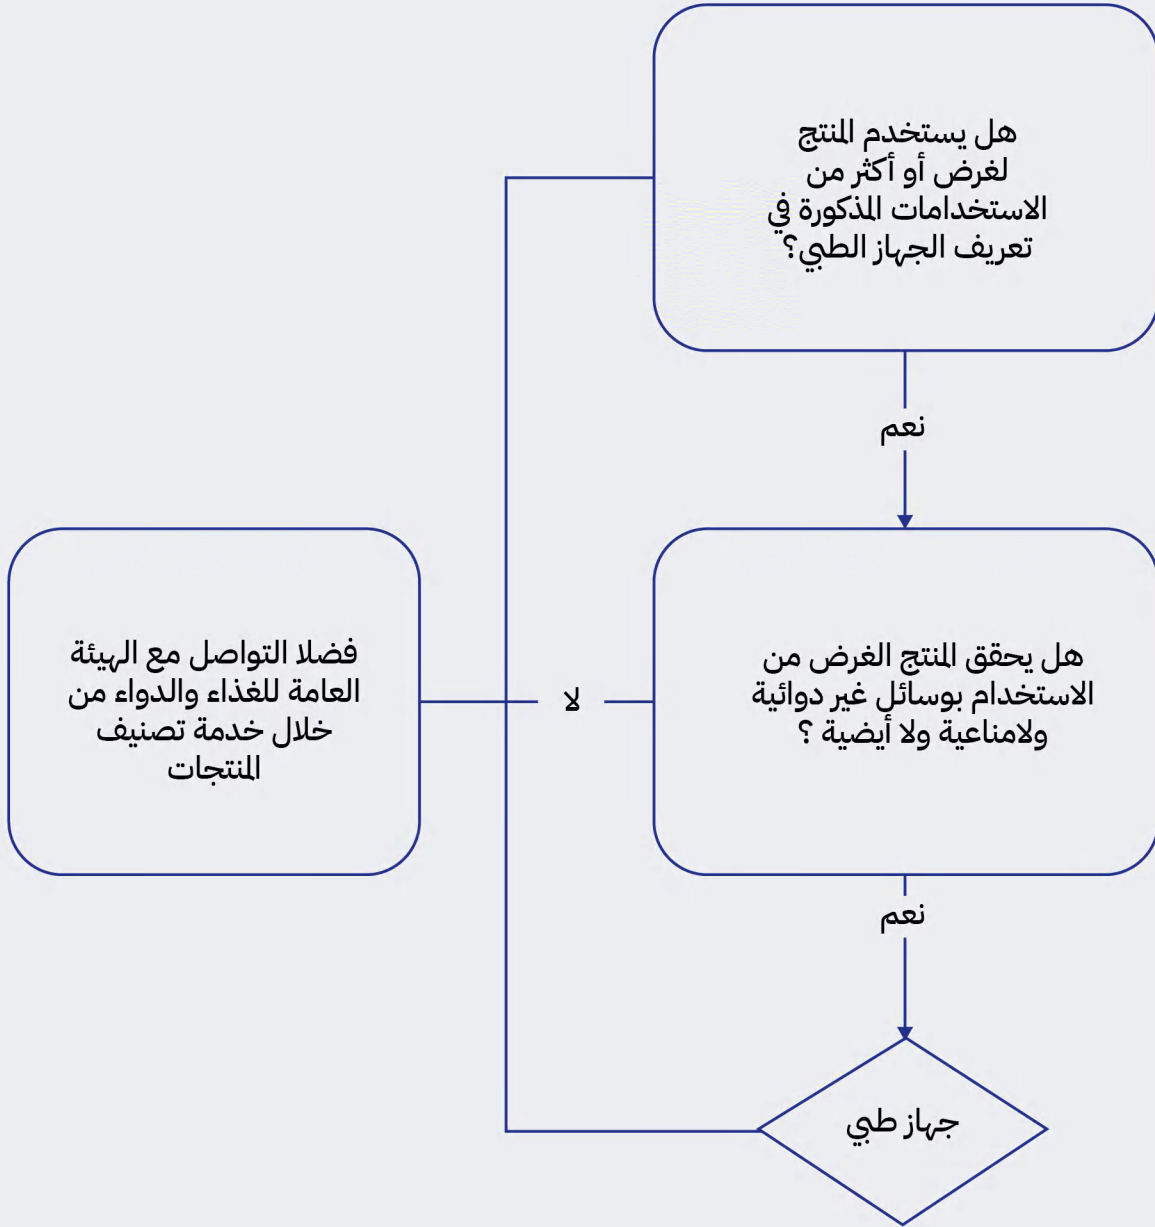 هل يستخدم المنتج
لغرض أو أكثر من
الاستخدامات المذكورة في
تعريف الجهاز الطبي؟
نعم
هل يحقق المنتج الغرض من
الاستخدام بوسائل غير دوائية
ولامناعية ولا أيضية ؟
لا
فضلا التواصل مع الهيئة
العامة للغذاء والدواء من
خلال خدمة تصنيف
المنتجات
نعم
جهاز طبي